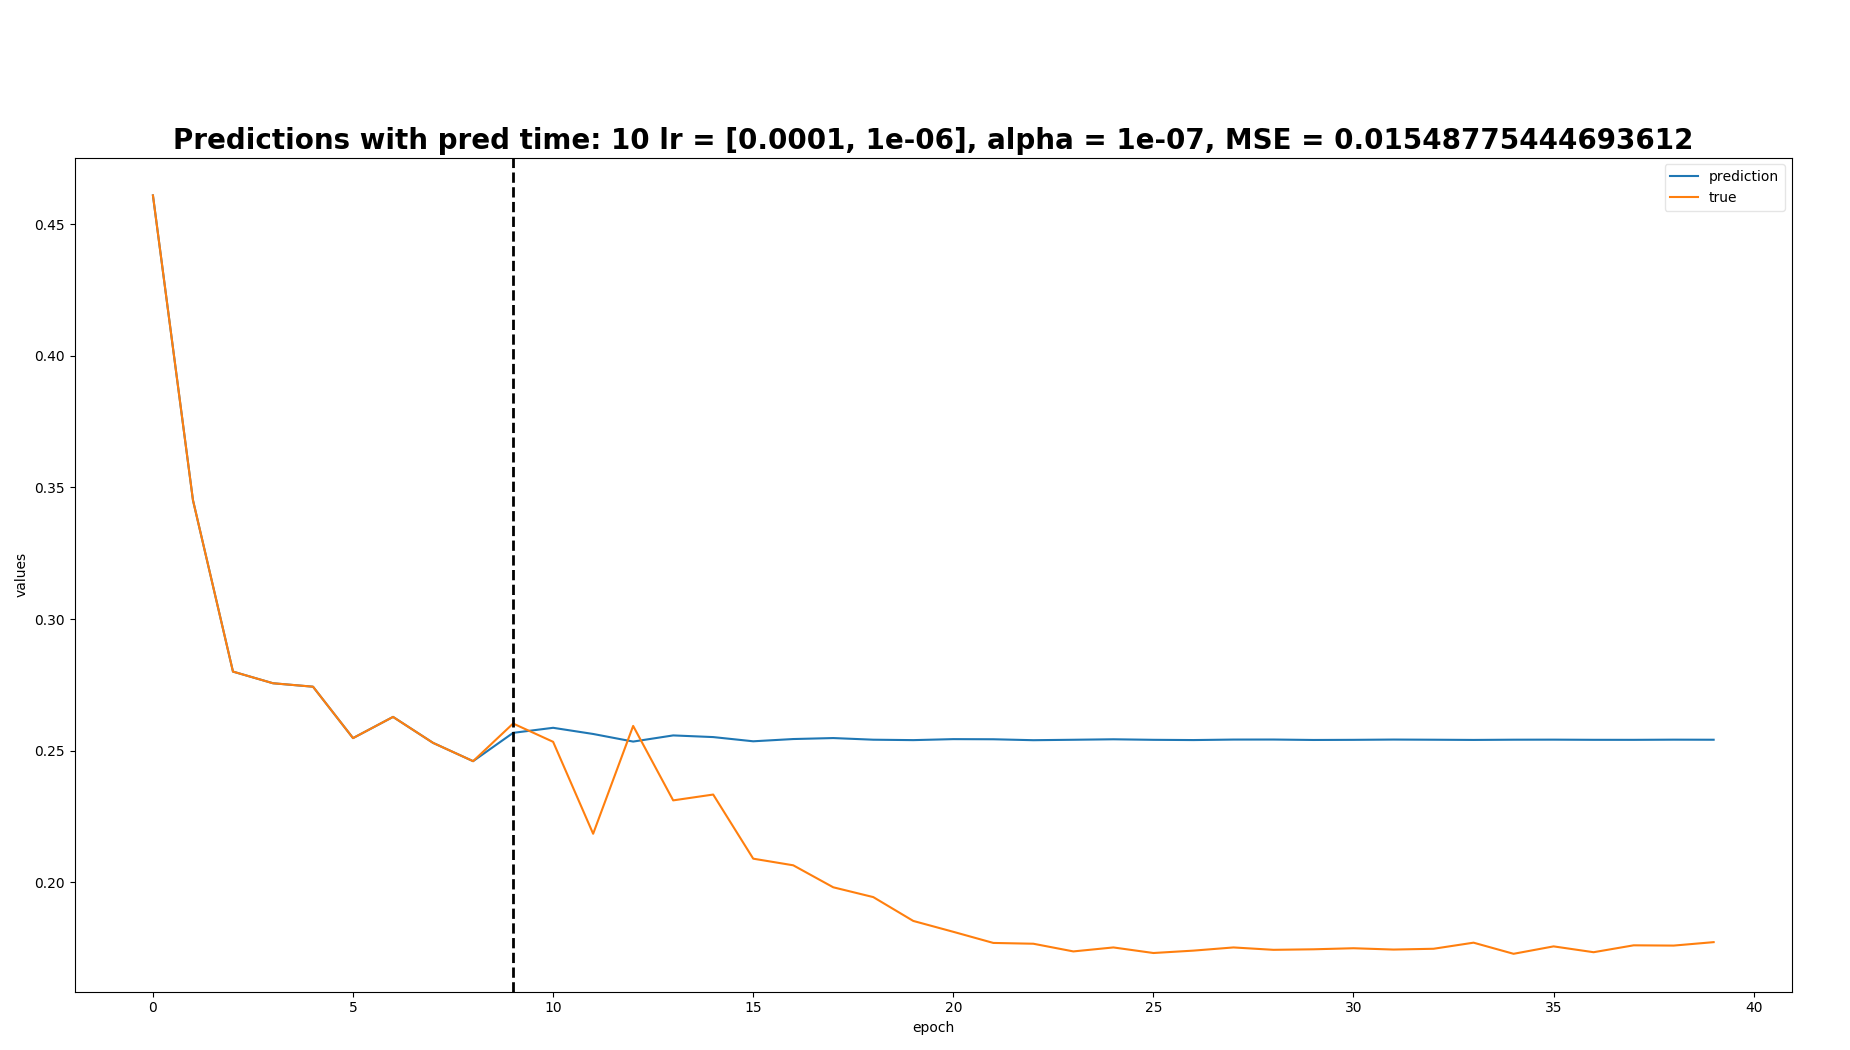 Predictions with pred time: 10 lr = [0.0001, 1e-06], alpha = 1e-07, MSE = 0.01548775444693612
prediction
true
0.45
0.40
0.35
0.30
0.25
0.20
values
0 5 10 15 20 25 30 35 40
epoch